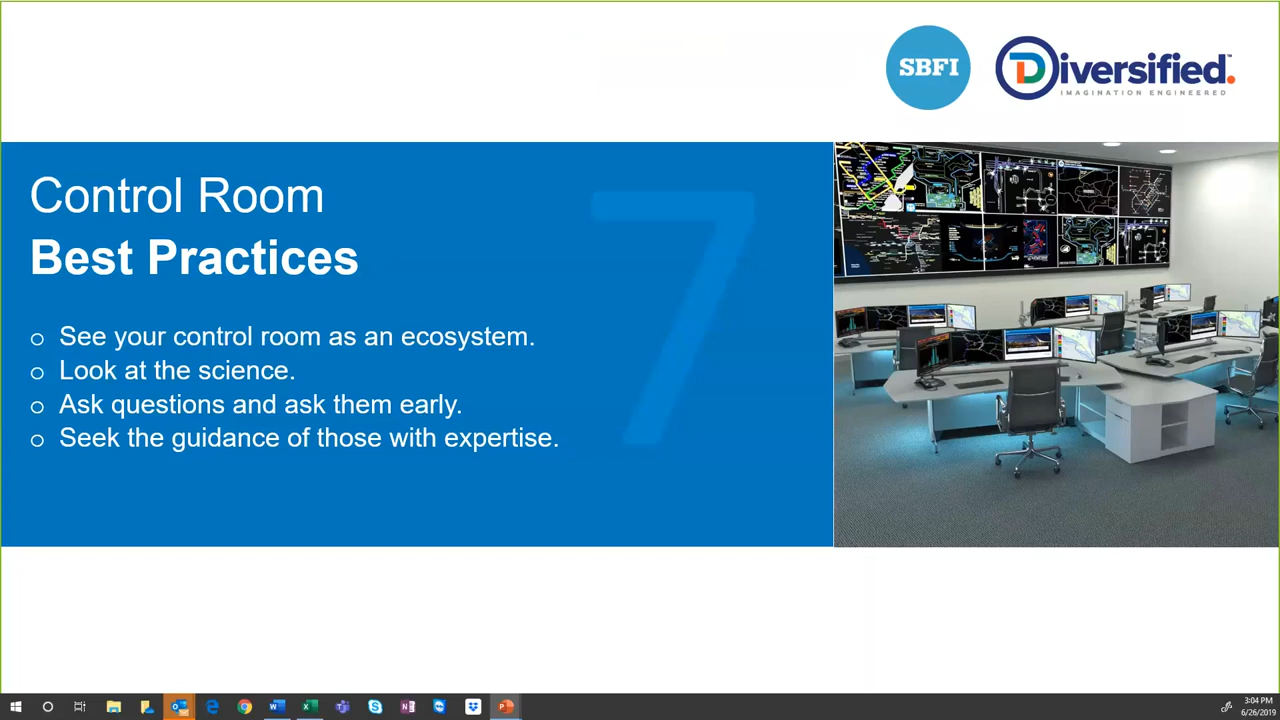 SBFI
Diversified.™
IMAGINATION ENGINEERED
Control Room
Best Practices
7
o See your control room as an ecosystem.
o Look at the science.
o Ask questions and ask them early.
o Seek the guidance of those with expertise.
3:04 PM
6/26/2019